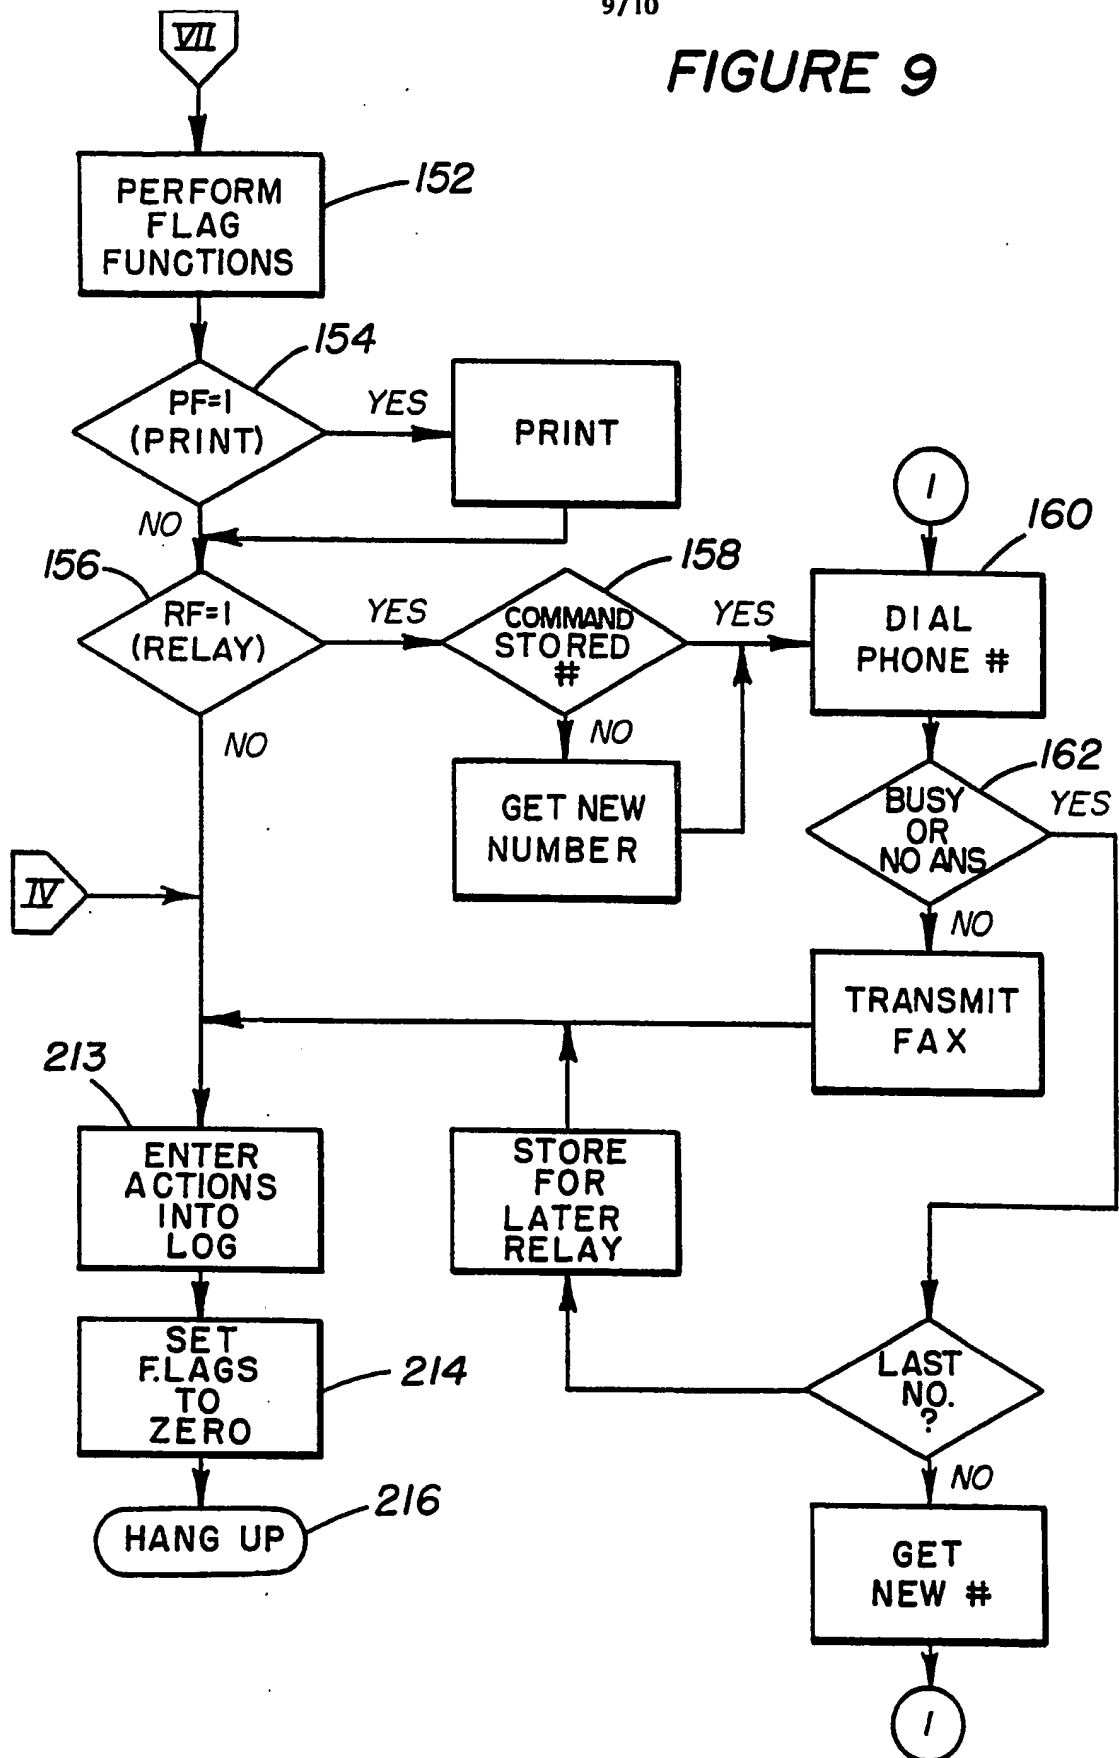 9/10
FIGURE 9
VII
PERFORM
FLAG
FUNCTIONS
152
154
PF=1
(PRINT)
YES
PRINT
NO
1
160
156
RF=1
(RELAY)
YES
158
COMMAND
STORED
#
YES
DIAL
PHONE #
NO
NO
GET NEW
NUMBER
162
BUSY
OR
NO ANS
YES
IV
NO
TRANSMIT
FAX
213
ENTER
ACTIONS
INTO
LOG
STORE
FOR
LATER
RELAY
SET
FLAGS
TO
ZERO
214
LAST
NO.
?
NO
216
HANG UP
GET
NEW #
1